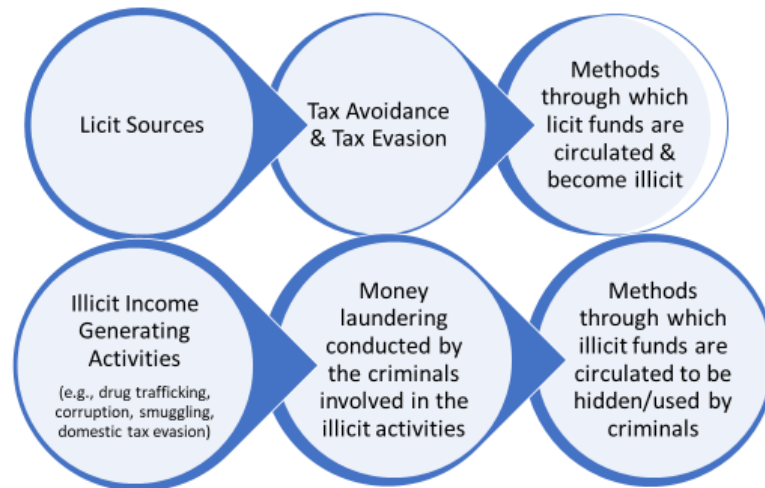 Licit Sources
Tax Avoidance
& Tax Evasion
Methods
through which
licit funds are
circulated &
become illicit
Illicit Income
Generating
Activities
(e.g., drug trafficking,
corruption, smuggling,
domestic tax evasion)
Money
laundering
conducted by
the criminals
involved in the
illicit activities
Methods
through which
illicit funds are
circulated to be
hidden/used by
criminals